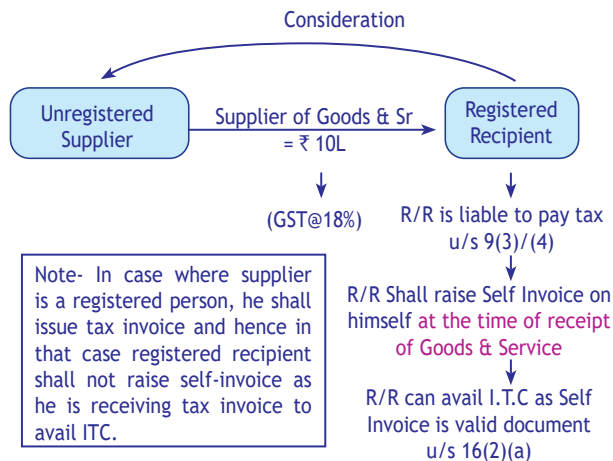 Consideration
Unregistered
Supplier
Supplier of Goods & Sr
= ₹ 10L
Registered
Recipient
(GST@18%)
R/R is liable to pay tax
u/s 9(3)/(4)
Note- In case where supplier
is a registered person, he shall
issue tax invoice and hence in
that case registered recipient
shall not raise self-invoice as
he is receiving tax invoice to
avail ITC.
R/R Shall raise Self Invoice on
himself at the time of receipt
of Goods & Service
R/R can avail I.T.C as Self
Invoice is valid document
u/s 16(2)(a)